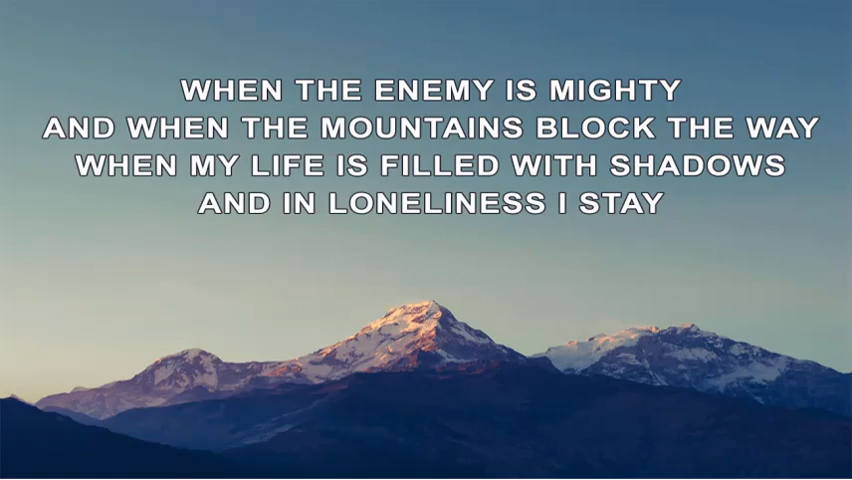 WHEN THE ENEMY IS MIGHTY
AND WHEN THE MOUNTAINS BLOCK THE WAY
WHEN MY LIFE IS FILLED WITH SHADOWS
AND IN LONELINESS I STAY